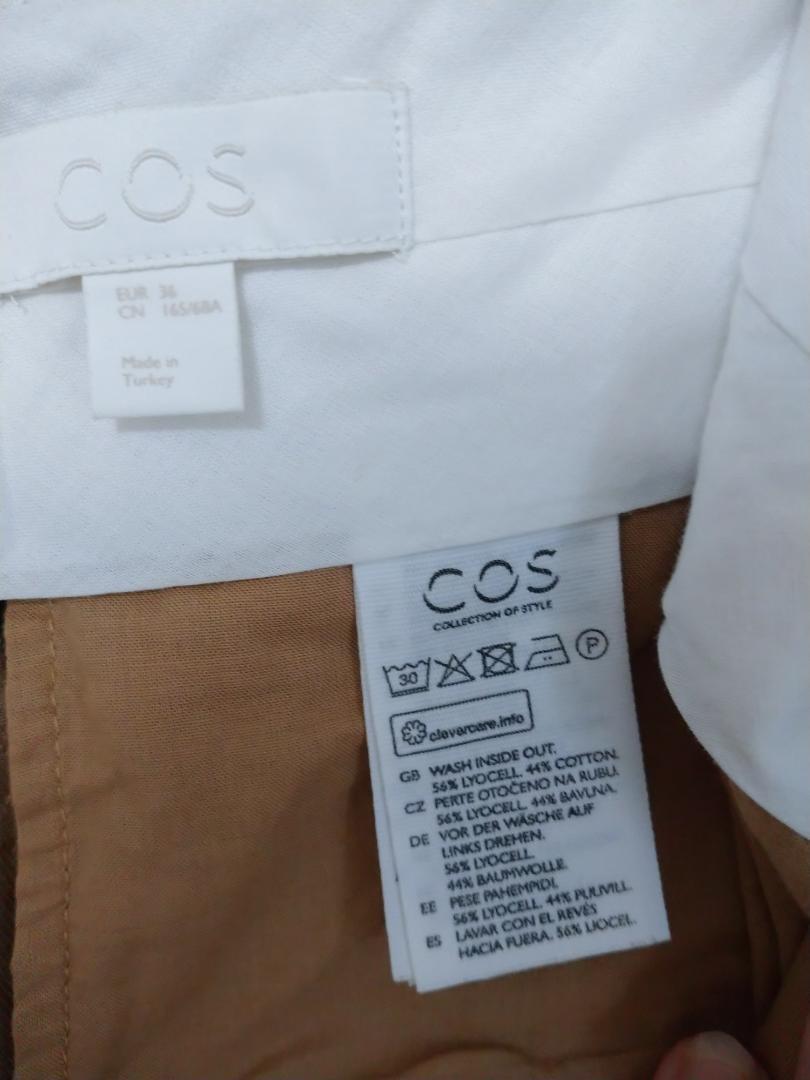 COS
EUR 36
CN 165/68A
Made in
Turkey
COS
COLLECTION OF STYLE
30
P
clevercare.info
GB WASH INSIDE OUT.
56% LYOCELL. 44% COTTON.
CZ PERTE OTOČENO NA RUBU.
56% LYOCELL. 44% BAVLNA.
DE VOR DER WÄSCHE AUF
LINKS DREHEN.
56% LYOCELL.
44% BAUMWOLLE.
EE PESE PAHEMPIDI.
56% LYOCELL. 44% PUUVILL.
ES LAVAR CON EL REVÉS
HACIA FUERA. 56% LIOCEL.